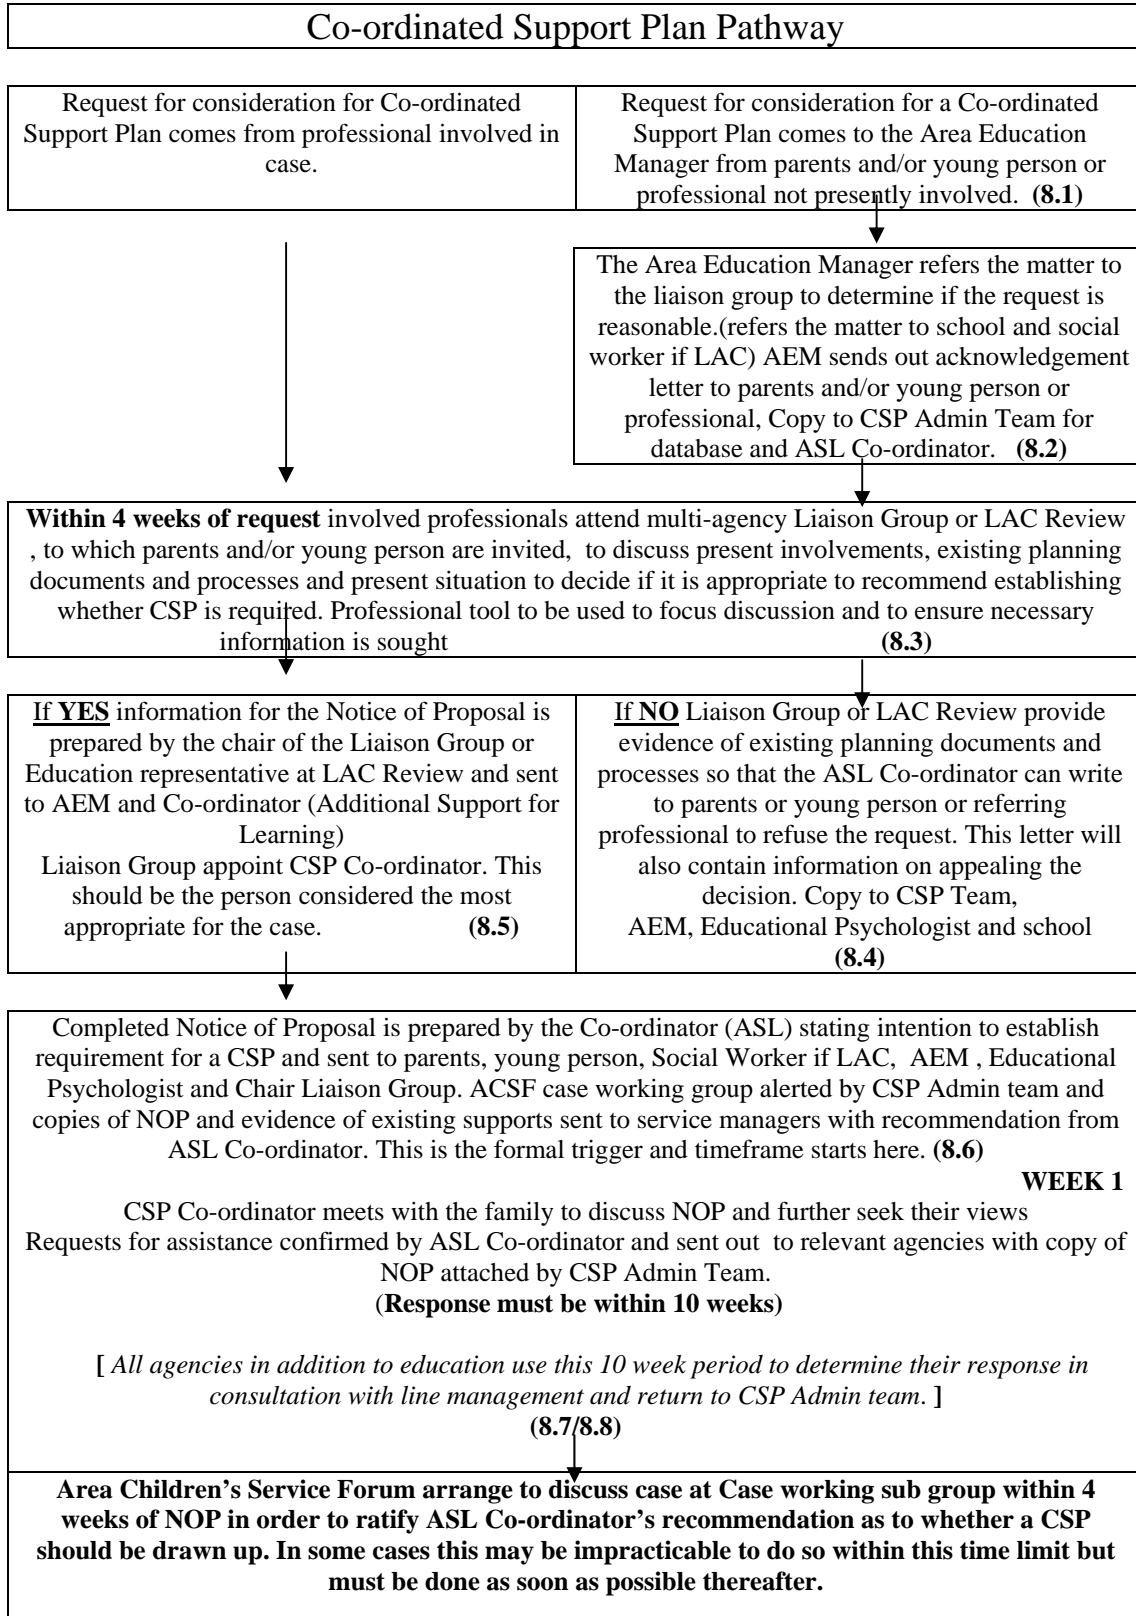 Co-ordinated Support Plan Pathway
Request for consideration for Co-ordinated
Support Plan comes from professional involved in
case.
Request for consideration for a Co-ordinated
Support Plan comes to the Area Education
Manager from parents and/or young person or
professional not presently involved.  (8.1)
The Area Education Manager refers the matter to
the liaison group to determine if the request is
reasonable.(refers the matter to school and social
worker if LAC) AEM sends out acknowledgement
letter to parents and/or young person or
professional, Copy to CSP Admin Team for
database and ASL Co-ordinator.   (8.2)
Within 4 weeks of request involved professionals attend multi-agency Liaison Group or LAC Review
, to which parents and/or young person are invited,  to discuss present involvements, existing planning
documents and processes and present situation to decide if it is appropriate to recommend establishing
whether CSP is required. Professional tool to be used to focus discussion and to ensure necessary
information is sought (8.3)
If YES information for the Notice of Proposal is
prepared by the chair of the Liaison Group or
Education representative at LAC Review and sent
to AEM and Co-ordinator (Additional Support for
Learning)
Liaison Group appoint CSP Co-ordinator. This
should be the person considered the most
appropriate for the case. (8.5)
If NO Liaison Group or LAC Review provide
evidence of existing planning documents and
processes so that the ASL Co-ordinator can write
to parents or young person or referring
professional to refuse the request. This letter will
also contain information on appealing the
decision. Copy to CSP Team,
AEM, Educational Psychologist and school
(8.4)
Completed Notice of Proposal is prepared by the Co-ordinator (ASL) stating intention to establish
requirement for a CSP and sent to parents, young person, Social Worker if LAC,  AEM , Educational
Psychologist and Chair Liaison Group. ACSF case working group alerted by CSP Admin team and
copies of NOP and evidence of existing supports sent to service managers with recommendation from
ASL Co-ordinator. This is the formal trigger and timeframe starts here. (8.6)
WEEK 1
CSP Co-ordinator meets with the family to discuss NOP and further seek their views
Requests for assistance confirmed by ASL Co-ordinator and sent out  to relevant agencies with copy of
NOP attached by CSP Admin Team.
(Response must be within 10 weeks)
[ All agencies in addition to education use this 10 week period to determine their response in
consultation with line management and return to CSP Admin team. ]
(8.7/8.8)
Area Children’s Service Forum arrange to discuss case at Case working sub group within 4
weeks of NOP in order to ratify ASL Co-ordinator’s recommendation as to whether a CSP
should be drawn up. In some cases this may be impracticable to do so within this time limit but
must be done as soon as possible thereafter.